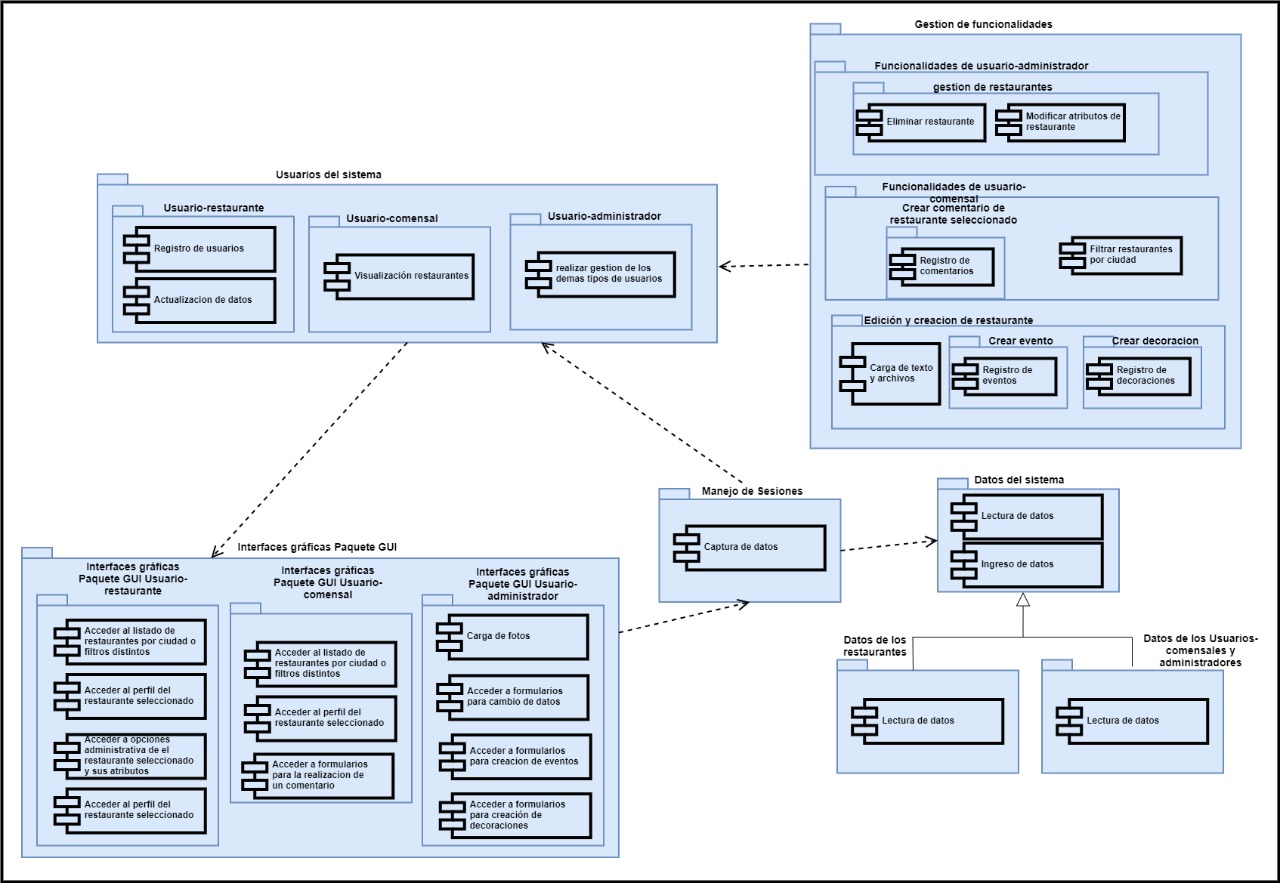 Gestion de funcionalidades
Funcionalidades de usuario-administrador
gestion de restaurantes
Eliminar restaurante
Modificar atributos de
restaurante
Funcionalidades de usuario-
comensal
Crear comentario de
restaurante seleccionado
Registro de
comentarios
Filtrar restaurantes
por ciudad
Edición y creacion de restaurante
Carga de texto
y archivos
Crear evento
Registro de
eventos
Crear decoracion
Registro de
decoraciones
Usuarios del sistema
Usuario-restaurante
Registro de usuarios
Actualizacion de datos
Usuario-comensal
Visualización restaurantes
Usuario-administrador
realizar gestion de los
demas tipos de usuarios
Manejo de Sesiones
Captura de datos
Datos del sistema
Lectura de datos
Ingreso de datos
Datos de los
restaurantes
Lectura de datos
Datos de los Usuarios-
comensales y
administradores
Lectura de datos
Interfaces gráficas Paquete GUI
Interfaces gráficas
Paquete GUI Usuario-
restaurante
Acceder al listado de
restaurantes por ciudad o
filtros distintos
Acceder al perfil del
restaurante seleccionado
Acceder a opciones
administrativa de el
restaurante seleccionado
y sus atributos
Acceder al perfil del
restaurante seleccionado
Interfaces gráficas
Paquete GUI Usuario-
comensal
Acceder al listado de
restaurantes por ciudad o
filtros distintos
Acceder al perfil del
restaurante seleccionado
Acceder a formularios
para la realizacion de
un comentario
Interfaces gráficas
Paquete GUI Usuario-
administrador
Carga de fotos
Acceder a formularios
para cambio de datos
Acceder a formularios
para creacion de eventos
Acceder a formularios
para creación de
decoraciones